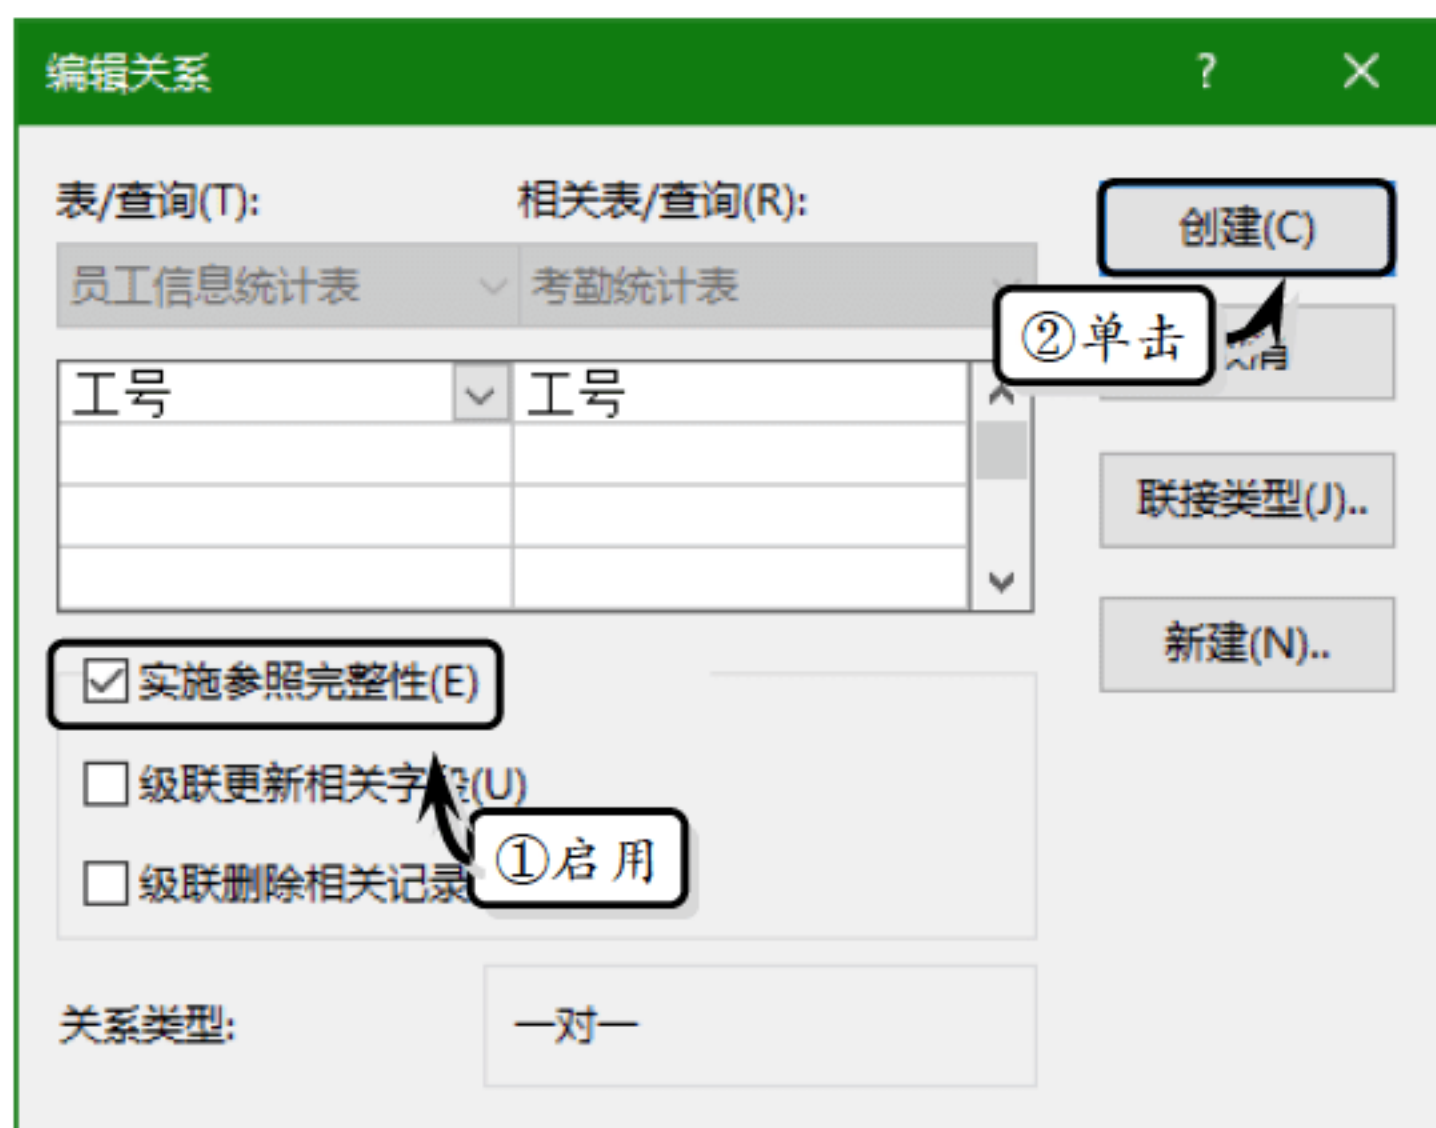 编辑关系
表/查询(T): 相关表/查询(R):
创建(C)
员工信息统计表 考勤统计表
②单击
工号 工号
联接类型(J)..
新建(N)..
实施参照完整性(E)
级联更新相关字段(U)
①启用
级联删除相关记录
关系类型: 一对一